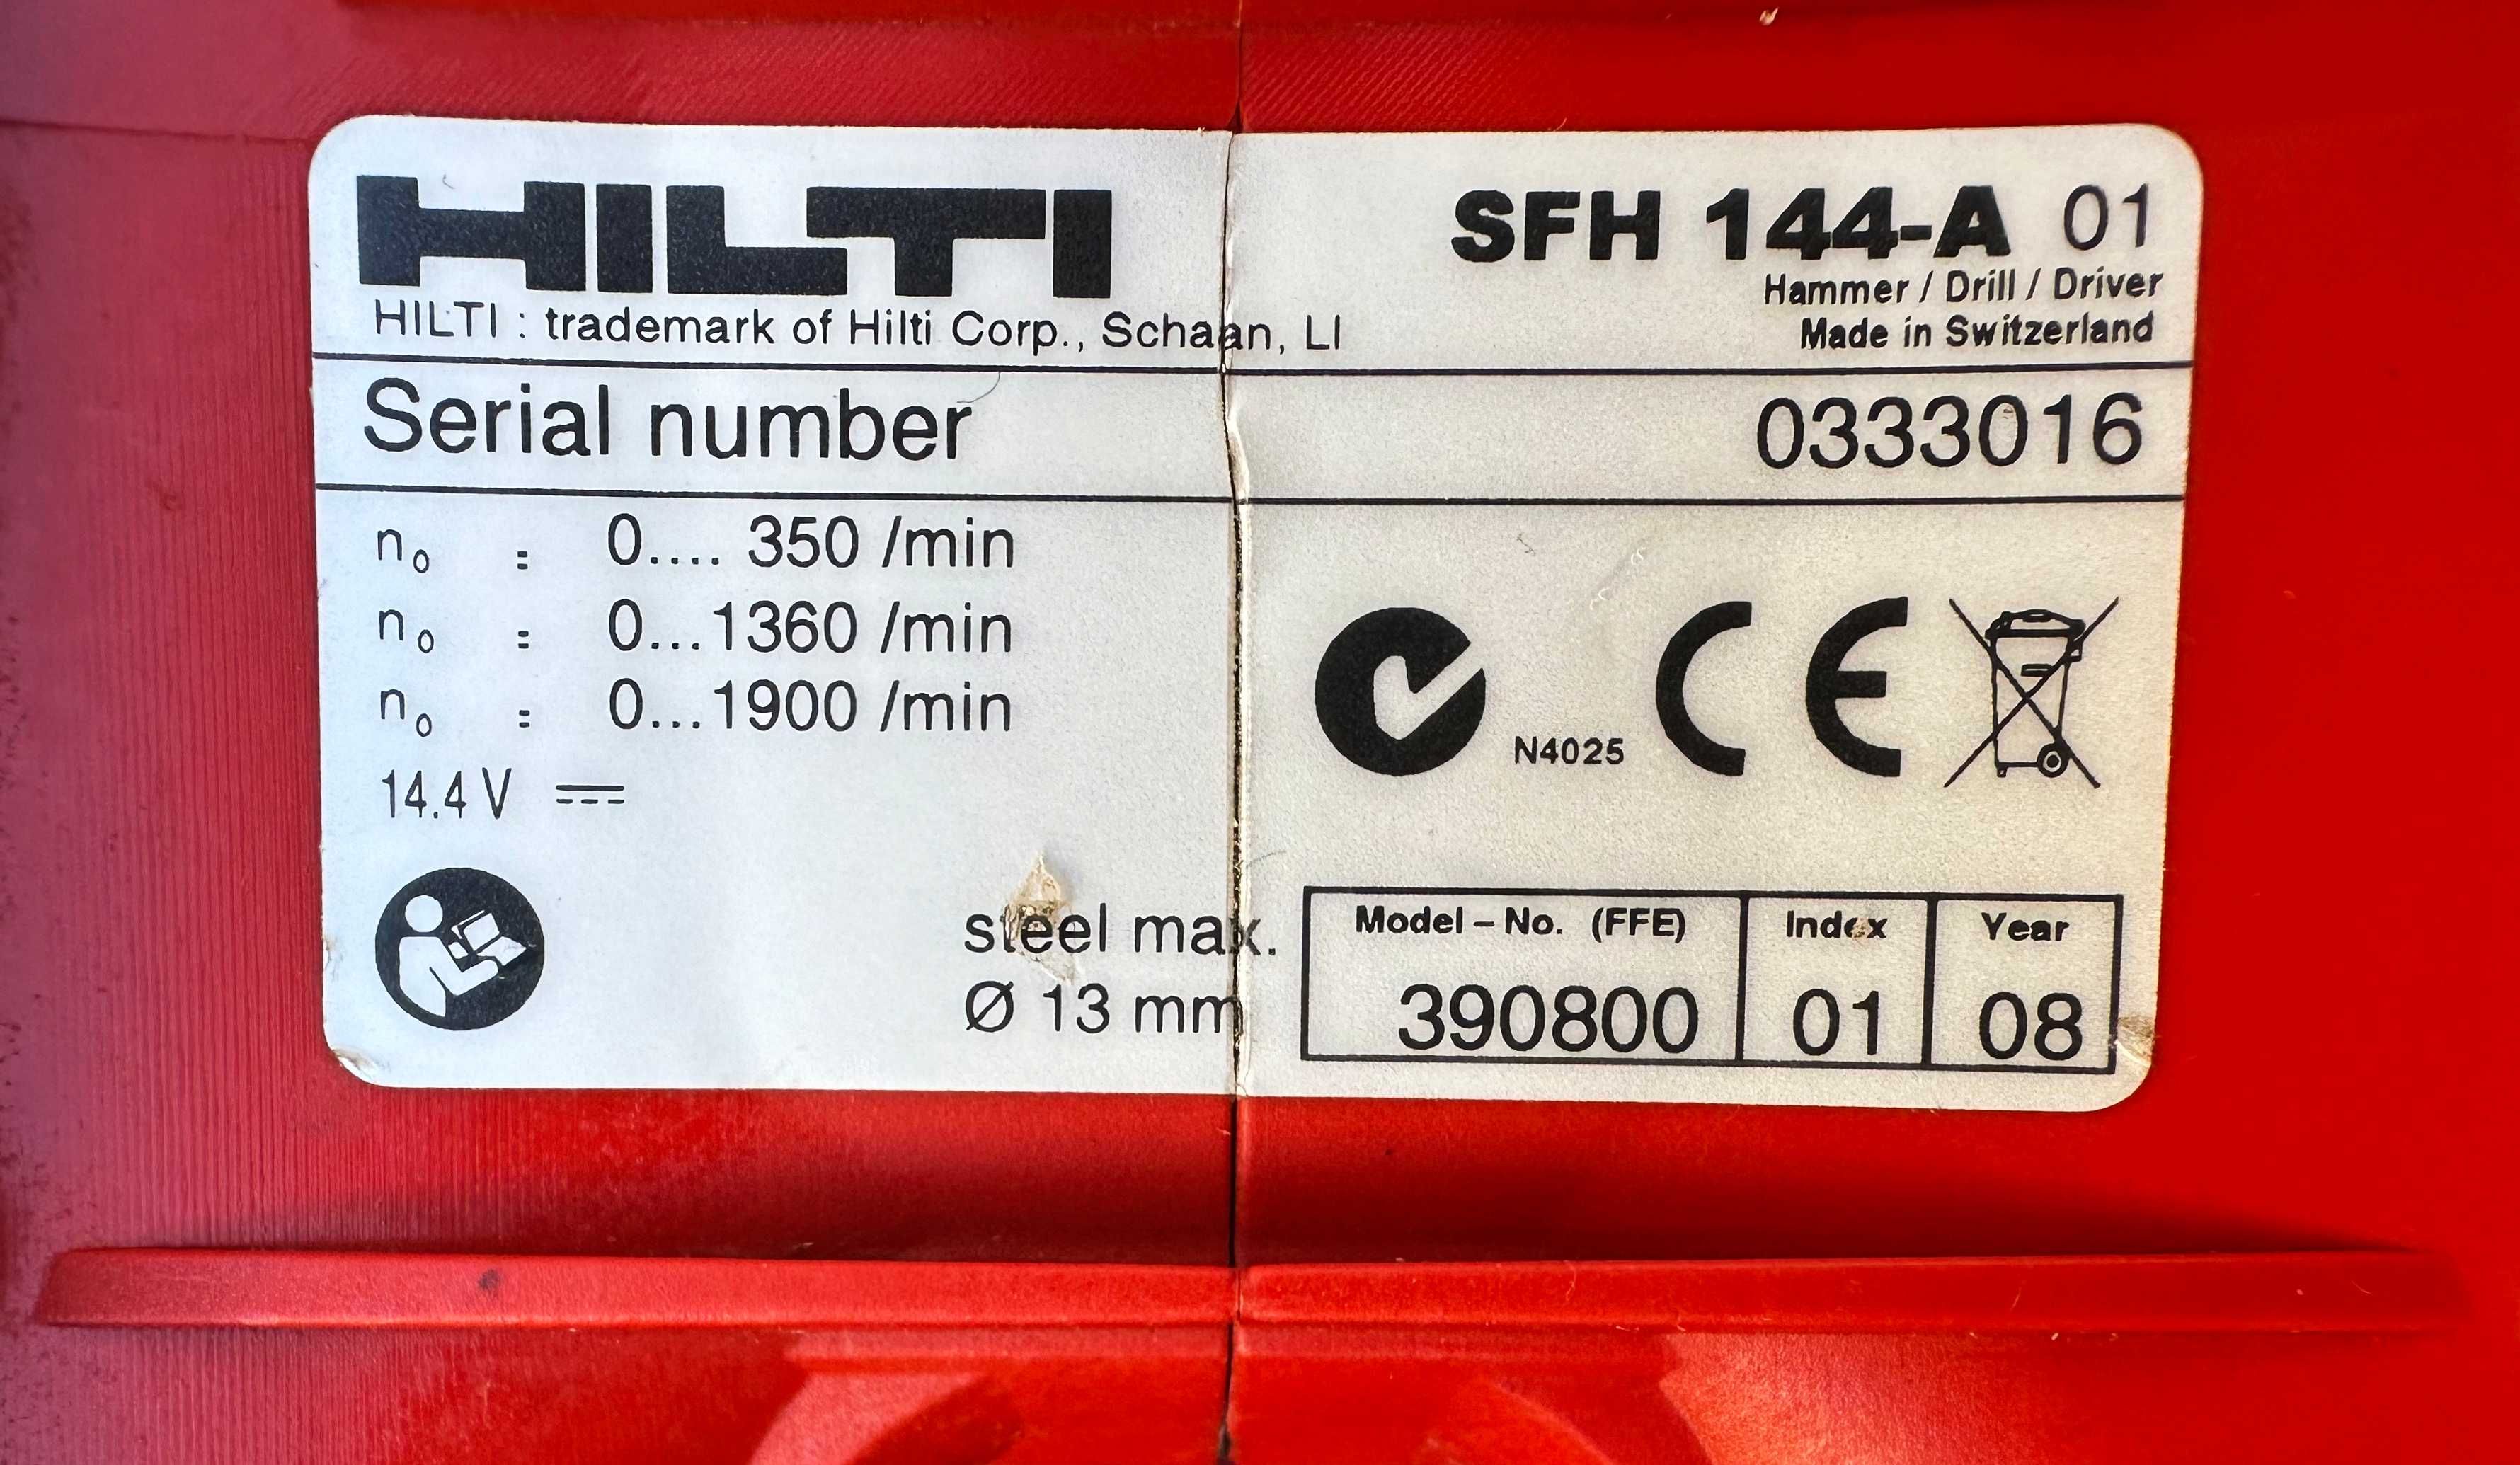 HILTI
SFH 144-A 01
Hammer / Drill / Driver
HILTI : trademark of Hilti Corp., Schaan, LI
Made in Switzerland
Serial number 0333016
n₀ : 0.... 350 /min
n₀ : 0...1360 /min
n₀ : 0...1900 /min
14.4 V ⎓
N4025 CE
steel max.
Ø 13 mm
Model – No. (FFE) Index Year
390800 01 08